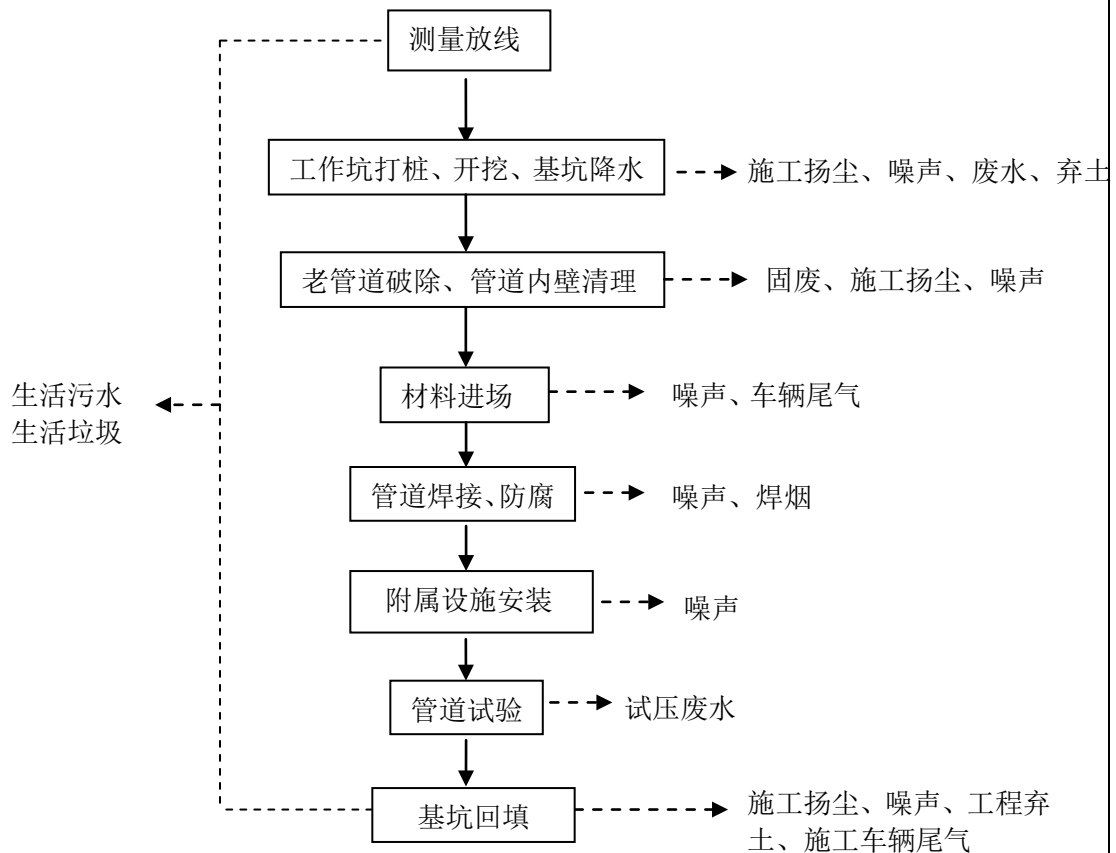 测量放线
工作坑打桩、开挖、基坑降水
施工扬尘、噪声、废水、弃土
老管道破除、管道内壁清理
固废、施工扬尘、噪声
生活污水
生活垃圾
材料进场
噪声、车辆尾气
管道焊接、防腐
噪声、焊烟
附属设施安装
噪声
管道试验
试压废水
基坑回填
施工扬尘、噪声、工程弃
土、施工车辆尾气